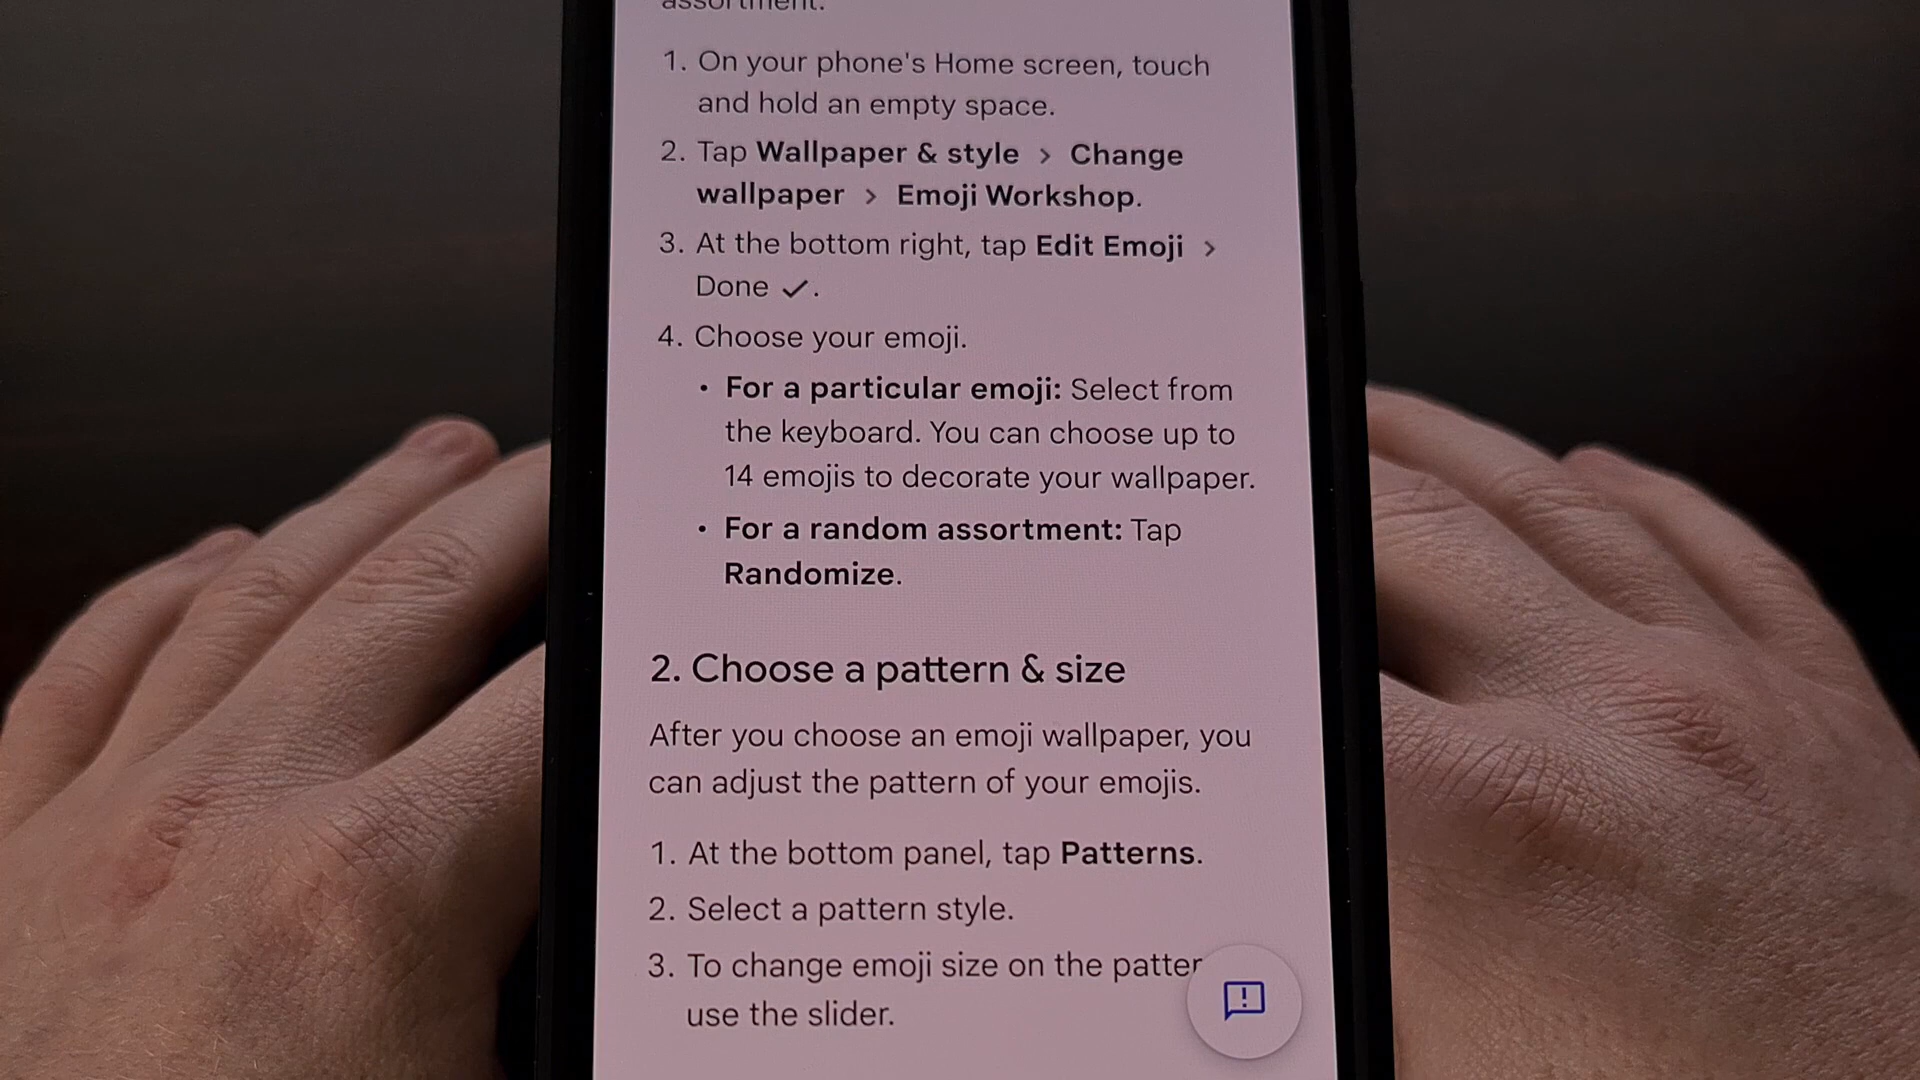 assortment.
1. On your phone's Home screen, touch
and hold an empty space.
2. Tap Wallpaper & style > Change
wallpaper > Emoji Workshop.
3. At the bottom right, tap Edit Emoji >
Done ✓.
4. Choose your emoji.
• For a particular emoji: Select from
the keyboard. You can choose up to
14 emojis to decorate your wallpaper.
• For a random assortment: Tap
Randomize.
2. Choose a pattern & size
After you choose an emoji wallpaper, you
can adjust the pattern of your emojis.
1. At the bottom panel, tap Patterns.
2. Select a pattern style.
3. To change emoji size on the patter
use the slider.